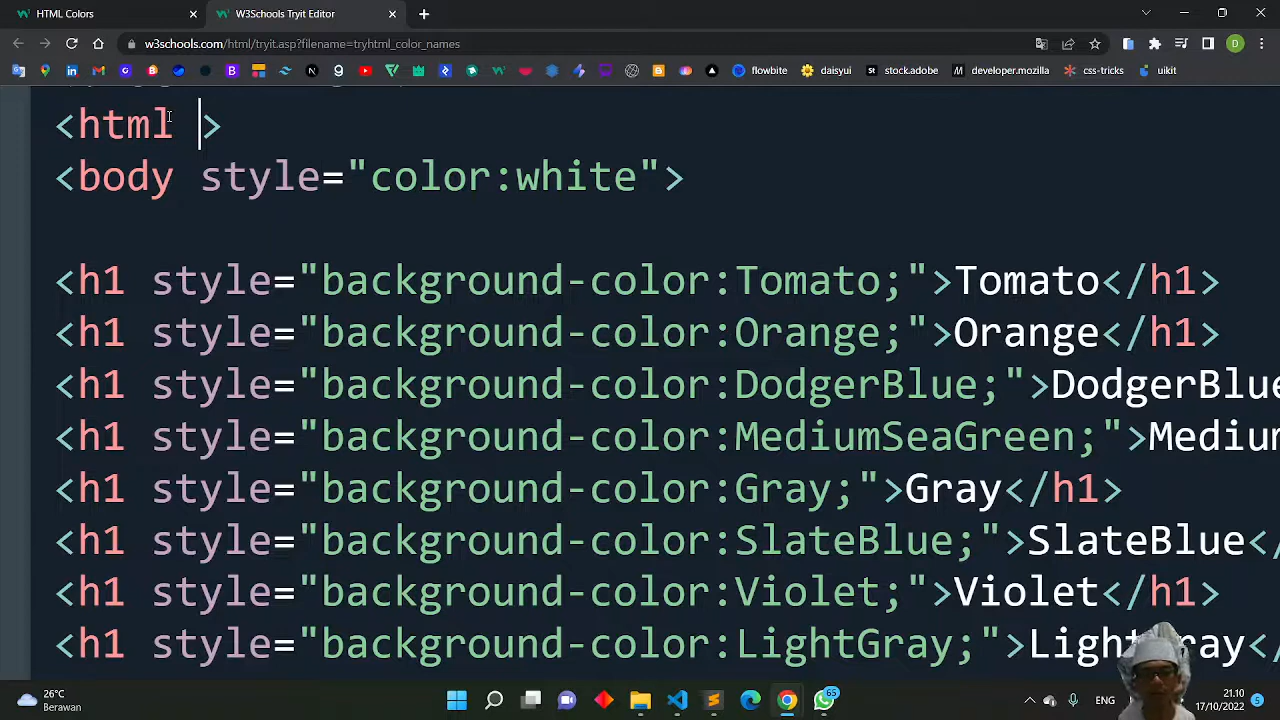 HTML Colors
W3Schools Tryit Editor
w3schools.com/html/tryit.asp?filename=tryhtml_color_names
flowbite
daisyui
stock.adobe
developer.mozilla
css-tricks
uikit
<html >
<body style="color:white">
<h1 style="background-color:Tomato;">Tomato</h1>
<h1 style="background-color:Orange;">Orange</h1>
<h1 style="background-color:DodgerBlue;">DodgerBlue
<h1 style="background-color:MediumSeaGreen;">Medium
<h1 style="background-color:Gray;">Gray</h1>
<h1 style="background-color:SlateBlue;">SlateBlue</
<h1 style="background-color:Violet;">Violet</h1>
<h1 style="background-color:LightGray;">LightGray</
26°C
Berawan
65
ENG
21.10
17/10/2022
5